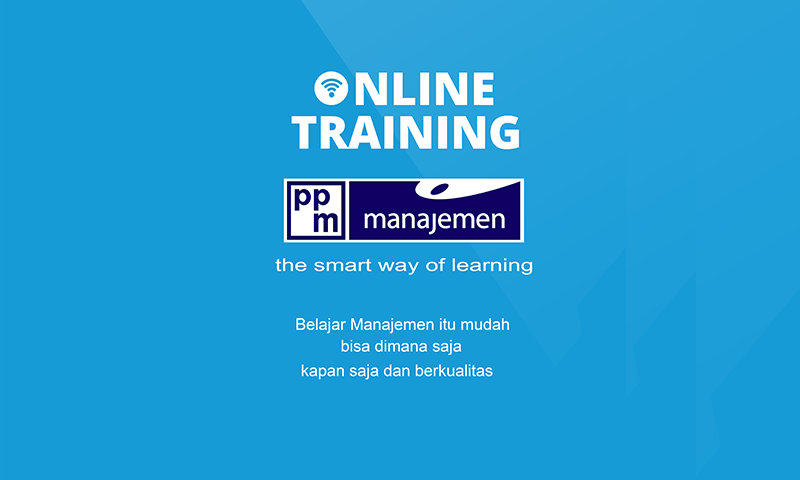 ONLINE
TRAINING
ppm manajemen
the smart way of learning
Belajar Manajemen itu mudah
bisa dimana saja
kapan saja dan berkualitas